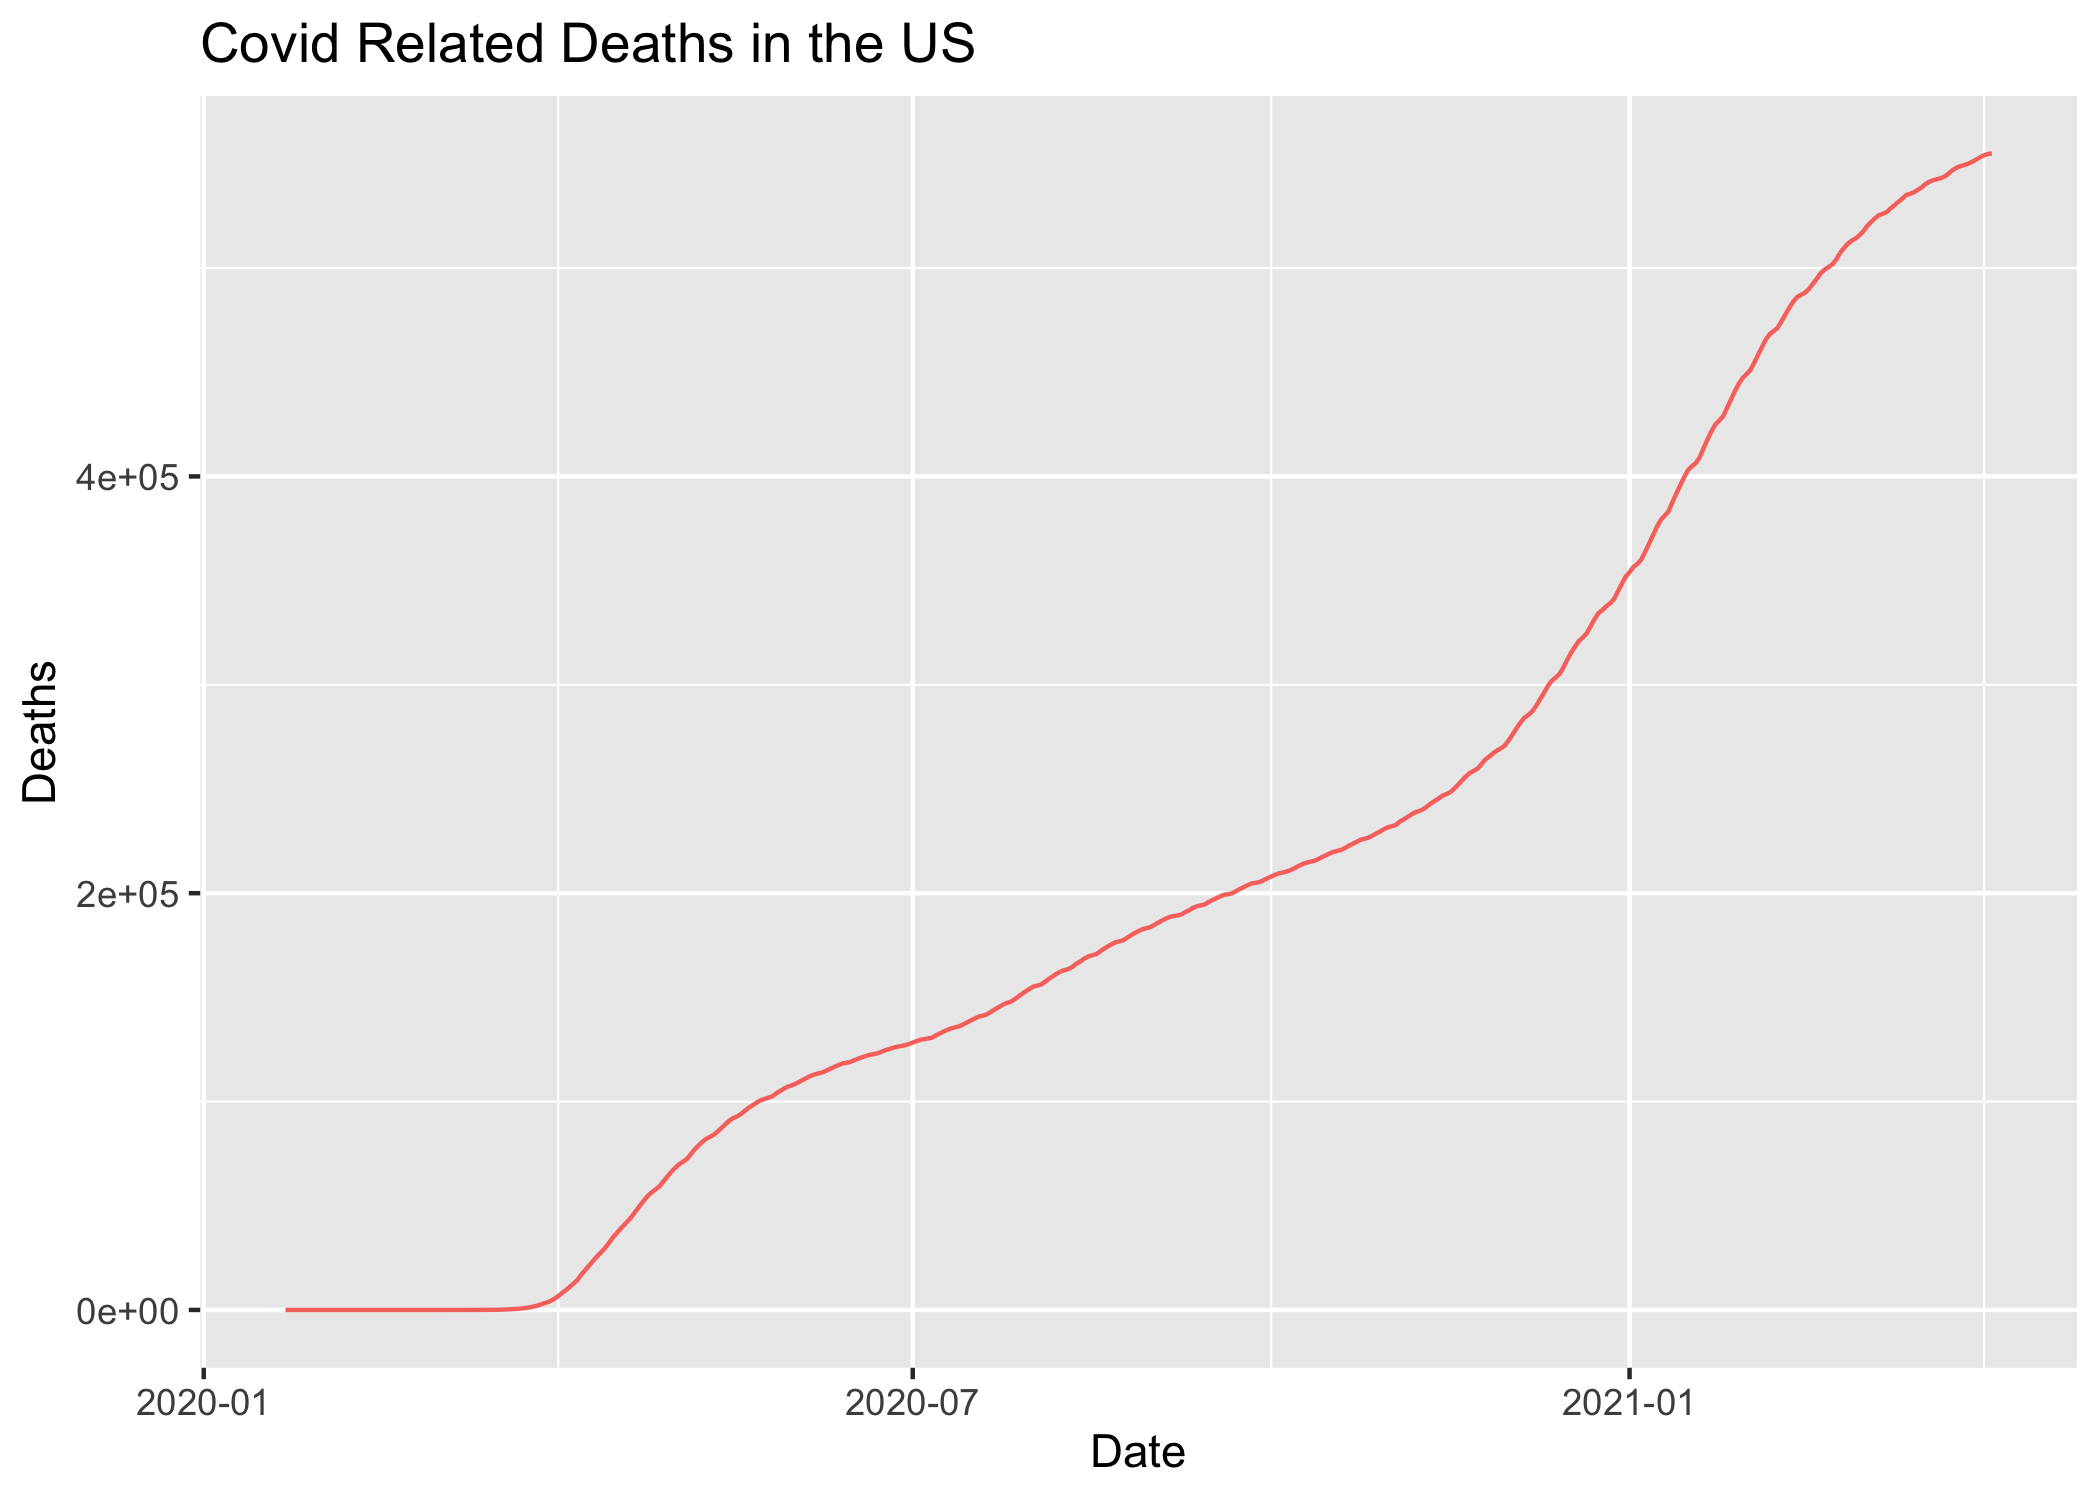 Covid Related Deaths in the US
Deaths
4e+05
2e+05
0e+00
2020-01
2020-07
2021-01
Date